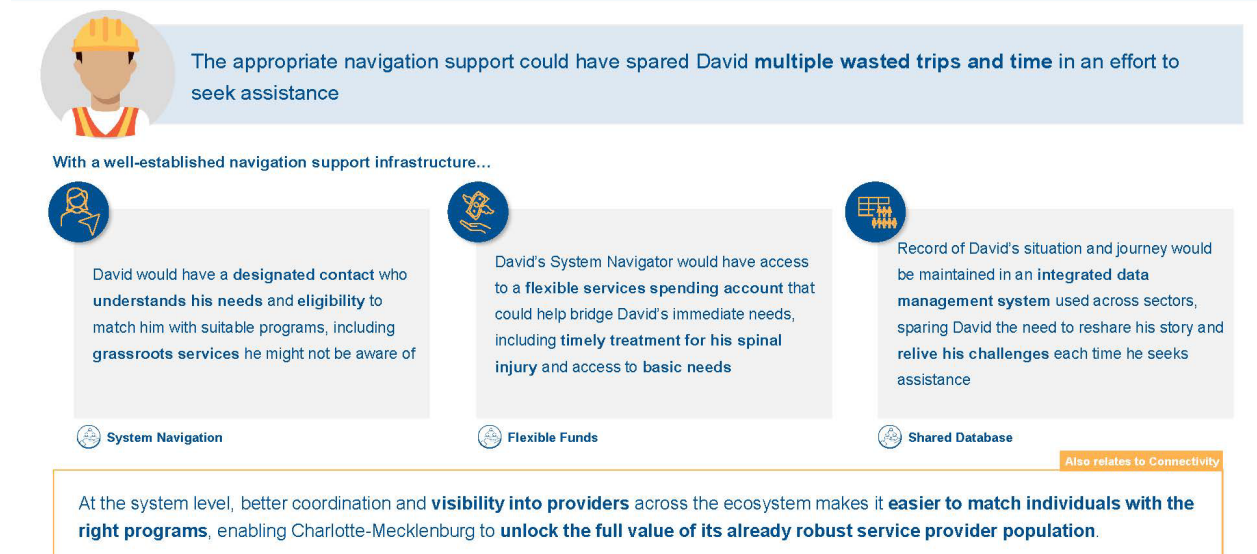 The appropriate navigation support could have spared David multiple wasted trips and time in an effort to
seek assistance
With a well-established navigation support infrastructure…
David would have a designated contact who
understands his needs and eligibility to
match him with suitable programs, including
grassroots services he might not be aware of
System Navigation
David's System Navigator would have access
to a flexible services spending account that
could help bridge David's immediate needs,
including timely treatment for his spinal
injury and access to basic needs
Flexible Funds
Record of David's situation and journey would
be maintained in an integrated data
management system used across sectors,
sparing David the need to reshare his story and
relive his challenges each time he seeks
assistance
Shared Database
Also relates to Connectivity
At the system level, better coordination and visibility into providers across the ecosystem makes it easier to match individuals with the
right programs, enabling Charlotte-Mecklenburg to unlock the full value of its already robust service provider population.